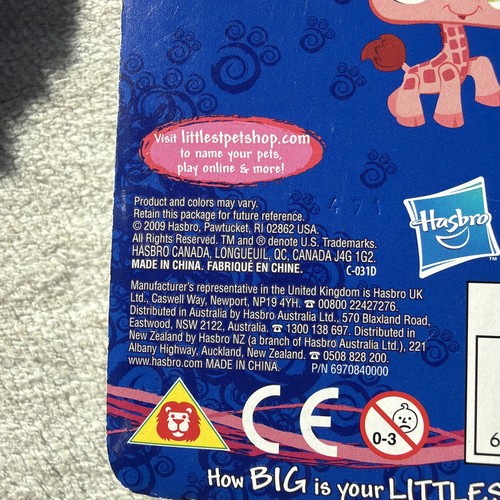 Visit littlestpetshop.com
to name your pets,
play online & more!
471
Product and colors may vary.
Retain this package for future reference.
© 2009 Hasbro, Pawtucket, RI 02862 USA.
All Rights Reserved. TM and ® denote U.S. Trademarks.
HASBRO CANADA, LONGUEUIL, QC, CANADA J4G 1G2.
MADE IN CHINA. FABRIQUÉ EN CHINE. C-031D
Hasbro
TM
Manufacturer's representative in the United Kingdom is Hasbro UK
Ltd., Caswell Way, Newport, NP19 4YH. ☎ 00800 22427276.
Distributed in Australia by Hasbro Australia Ltd., 570 Blaxland Road,
Eastwood, NSW 2122, Australia. ☎ 1300 138 697. Distributed in
New Zealand by Hasbro NZ (a branch of Hasbro Australia Ltd.), 221
Albany Highway, Auckland, New Zealand. ☎ 0508 828 200.
www.hasbro.com MADE IN CHINA. P/N 6970840000
CE
0-3
6
How BIG is your LITTLES